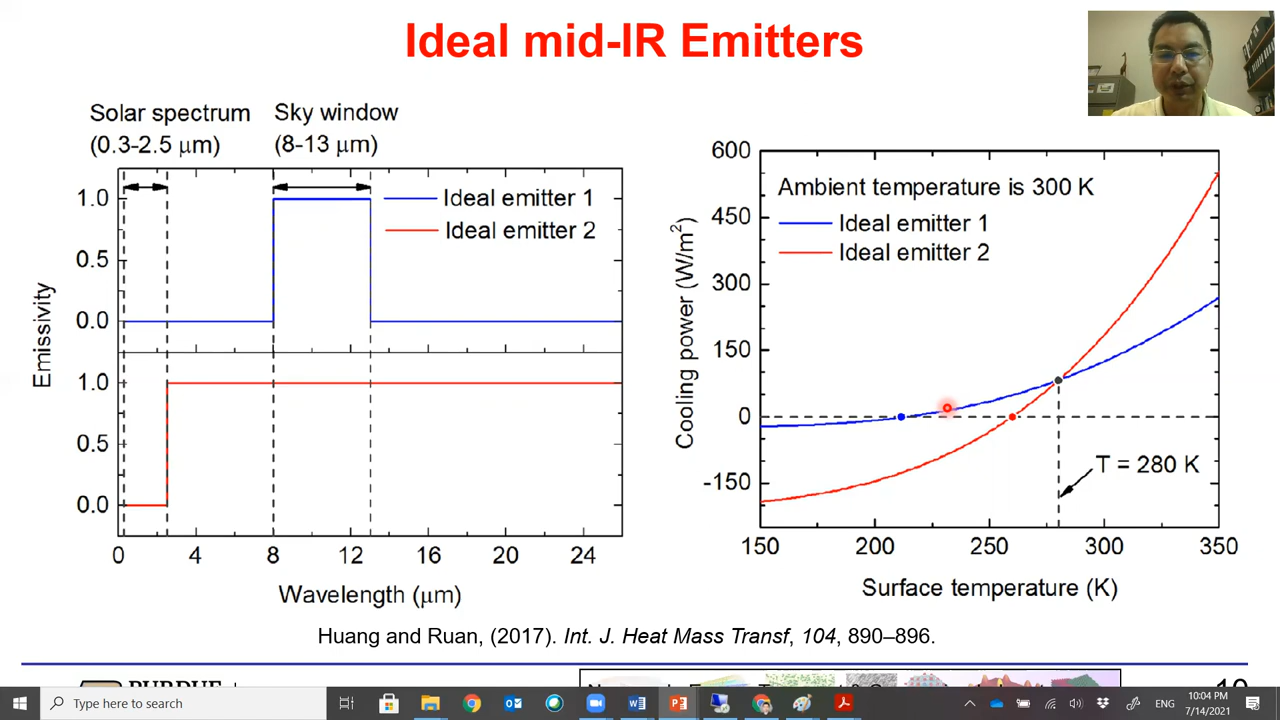 Ideal mid-IR Emitters
Solar spectrum
(0.3-2.5 μm)
Sky window
(8-13 μm)
Ideal emitter 1
Ideal emitter 2
1.0
0.5
0.0
1.0
0.5
0.0
Emissivity
0 4 8 12 16 20 24
Wavelength (μm)
600
450
300
150
0
-150
Cooling power (W/m²)
Ambient temperature is 300 K
Ideal emitter 1
Ideal emitter 2
T = 280 K
150 200 250 300 350
Surface temperature (K)
Huang and Ruan, (2017). Int. J. Heat Mass Transf, 104, 890–896.
PURDUE
Type here to search
ENG
10:04 PM
7/14/2021